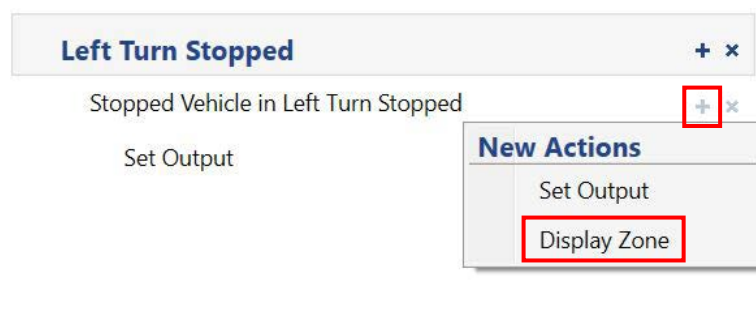 Left Turn Stopped + ×
Stopped Vehicle in Left Turn Stopped + ×
Set Output
New Actions
Set Output
Display Zone